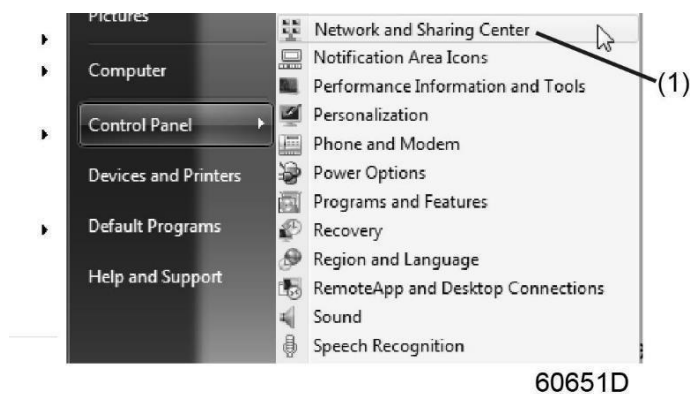 Pictures
Computer
Control Panel
Devices and Printers
Default Programs
Help and Support
Network and Sharing Center
Notification Area Icons
Performance Information and Tools
Personalization
Phone and Modem
Power Options
Programs and Features
Recovery
Region and Language
RemoteApp and Desktop Connections
Sound
Speech Recognition
(1)
60651D